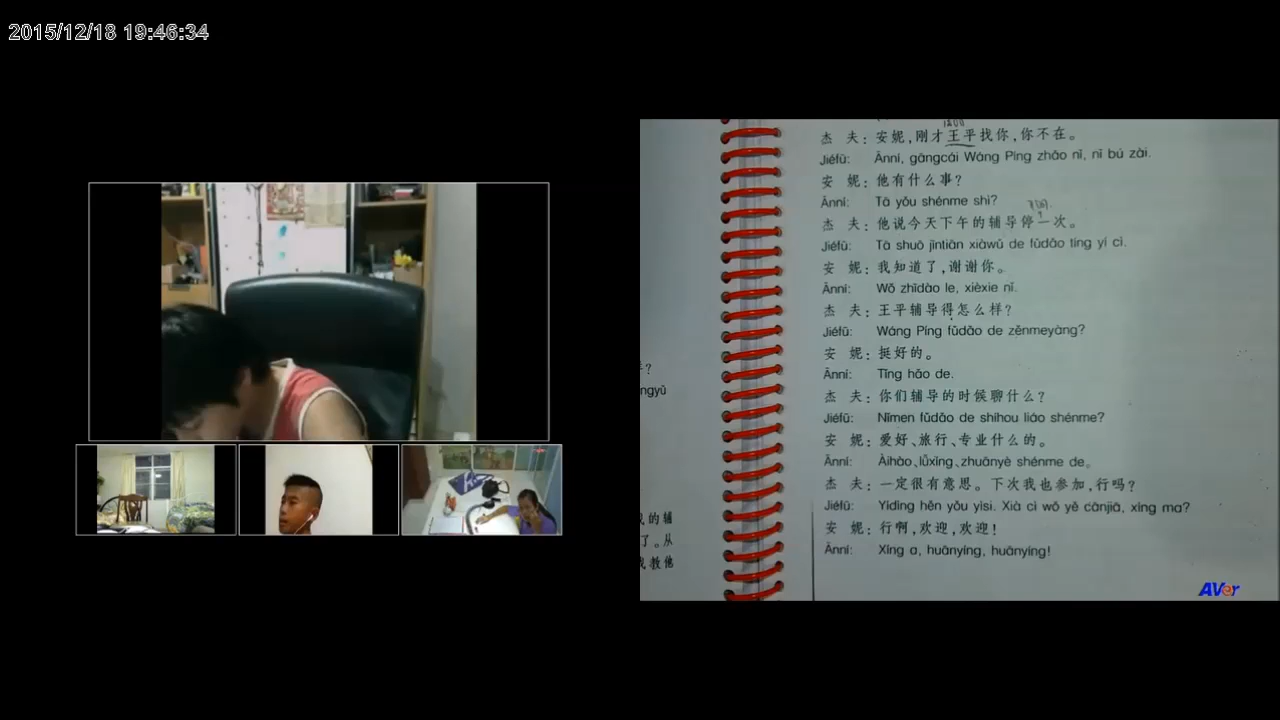 2015/12/18 19:46:34
杰 夫：安妮,刚才王平找你,你不在。
Jiéfū: Ānní, gāngcái Wáng Píng zhǎo nǐ, nǐ bú zài.
安 妮：他有什么事?
Ānní: Tā yǒu shénme shì?
杰 夫：他说今天下午的辅导停一次。
Jiéfū: Tā shuō jīntiān xiàwǔ de fǔdǎo tíng yí cì.
安 妮：我知道了,谢谢你。
Ānní: Wǒ zhīdào le, xièxie nǐ.
杰 夫：王平辅导得怎么样?
Jiéfū: Wáng Píng fǔdǎo de zěnmeyàng?
安 妮：挺好的。
Ānní: Tǐng hǎo de.
杰 夫：你们辅导的时候聊什么?
Jiéfū: Nǐmen fǔdǎo de shíhou liáo shénme?
安 妮：爱好、旅行、专业什么的。
Ānní: Àihào、lǚxíng、zhuānyè shénme de。
杰 夫：一定很有意思。下次我也参加,行吗?
Jiéfū: Yídìng hěn yǒu yìsi. Xià cì wǒ yě cānjiā, xíng ma?
安 妮：行啊,欢迎,欢迎!
Ānní: Xíng a, huānyíng, huānyíng!
?
ngyǔ
的辅
了。从
教他
AVer